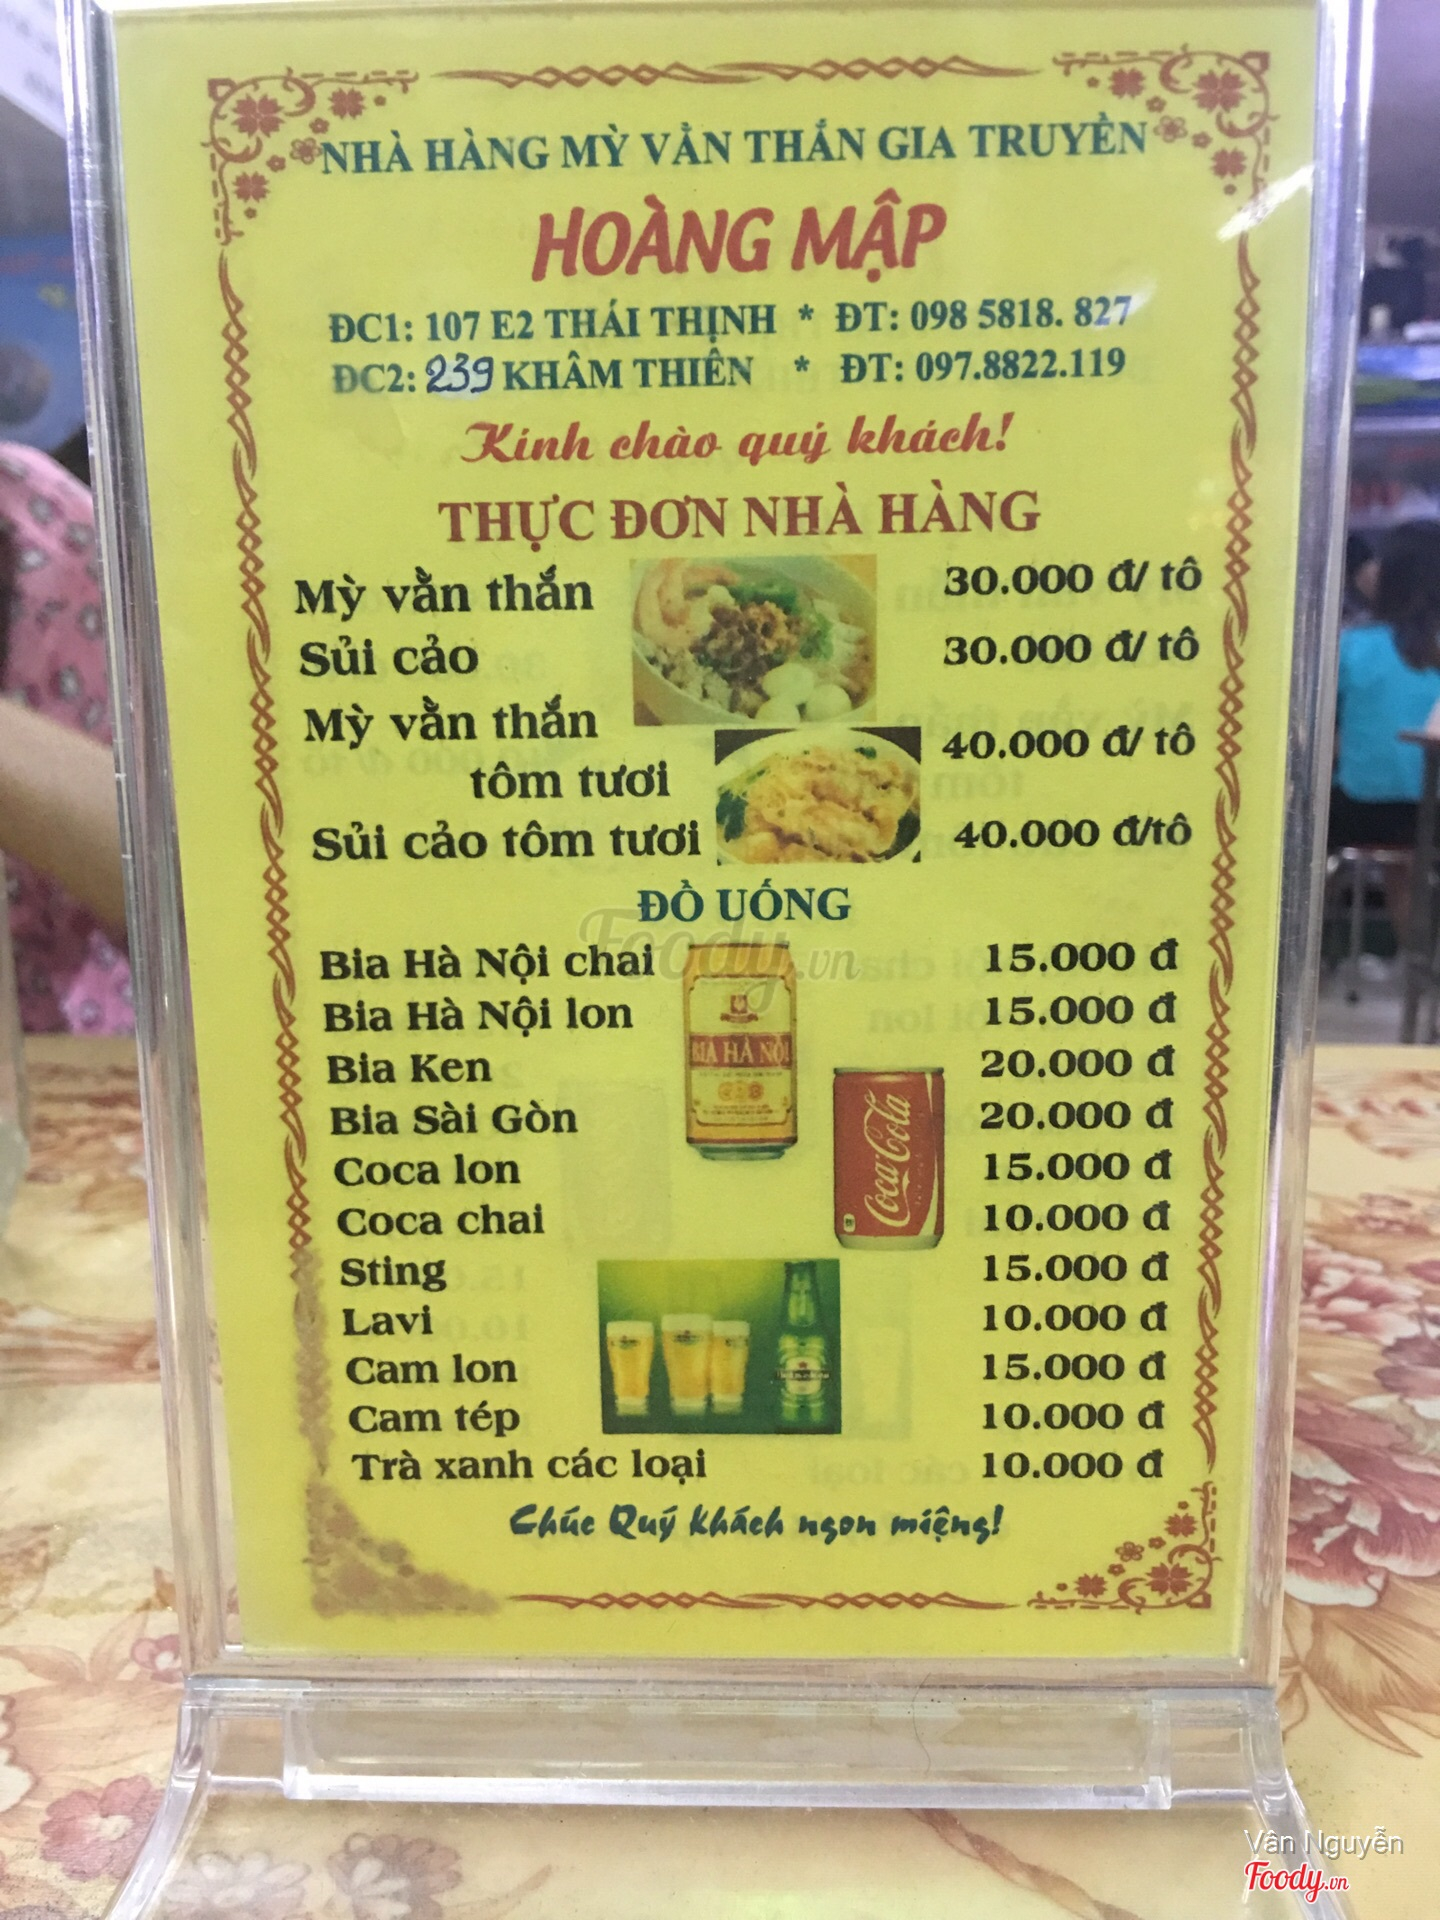 NHÀ HÀNG MỲ VẰN THẮN GIA TRUYỀN
HOÀNG MẬP
ĐC1: 107 E2 THÁI THỊNH * ĐT: 098 5818. 827
ĐC2: 239 KHÂM THIÊN * ĐT: 097.8822.119
Kính chào quý khách!
THỰC ĐƠN NHÀ HÀNG
Mỳ vằn thắn 30.000 đ/ tô
Sủi cảo 30.000 đ/ tô
Mỳ vằn thắn
tôm tươi 40.000 đ/ tô
Sủi cảo tôm tươi 40.000 đ/tô
ĐỒ UỐNG
Foody.vn
Bia Hà Nội chai 15.000 đ
Bia Hà Nội lon 15.000 đ
BIA HÀ NỘI
Bia Ken 20.000 đ
Bia Sài Gòn 20.000 đ
Coca-Cola
Coca lon 15.000 đ
Coca chai 10.000 đ
Sting 15.000 đ
Lavi 10.000 đ
Cam lon 15.000 đ
Cam tép 10.000 đ
Trà xanh các loại 10.000 đ
Chúc Quý khách ngon miệng!
Vân Nguyễn
Foody.vn